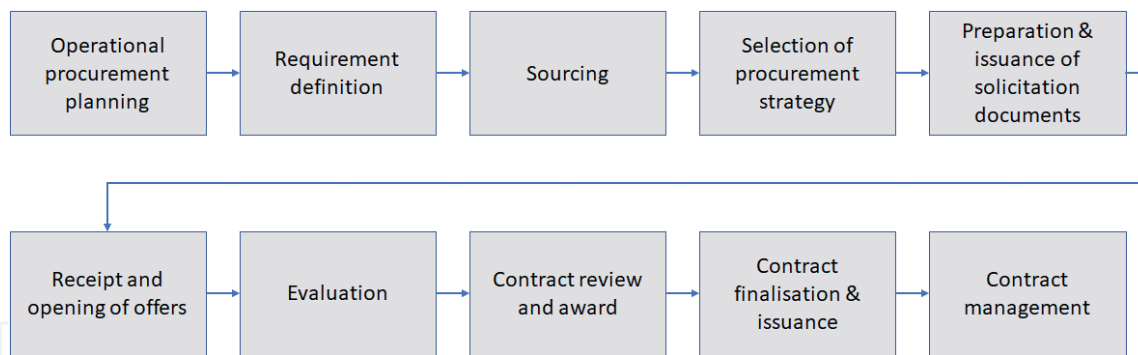 Operational
procurement
planning
Requirement
definition
Sourcing
Selection of
procurement
strategy
Preparation &
issuance of
solicitation
documents
Receipt and
opening of offers
Evaluation
Contract review
and award
Contract
finalisation &
issuance
Contract
management